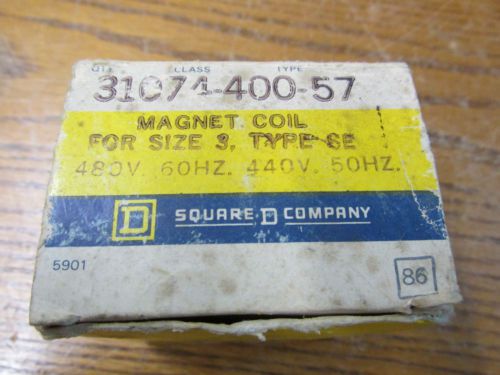 QTY. CLASS TYPE
31074-400-57
MAGNET COIL
FOR SIZE 3, TYPE SE
480V. 60HZ. 440V. 50HZ.
D SQUARE D COMPANY
5901
86